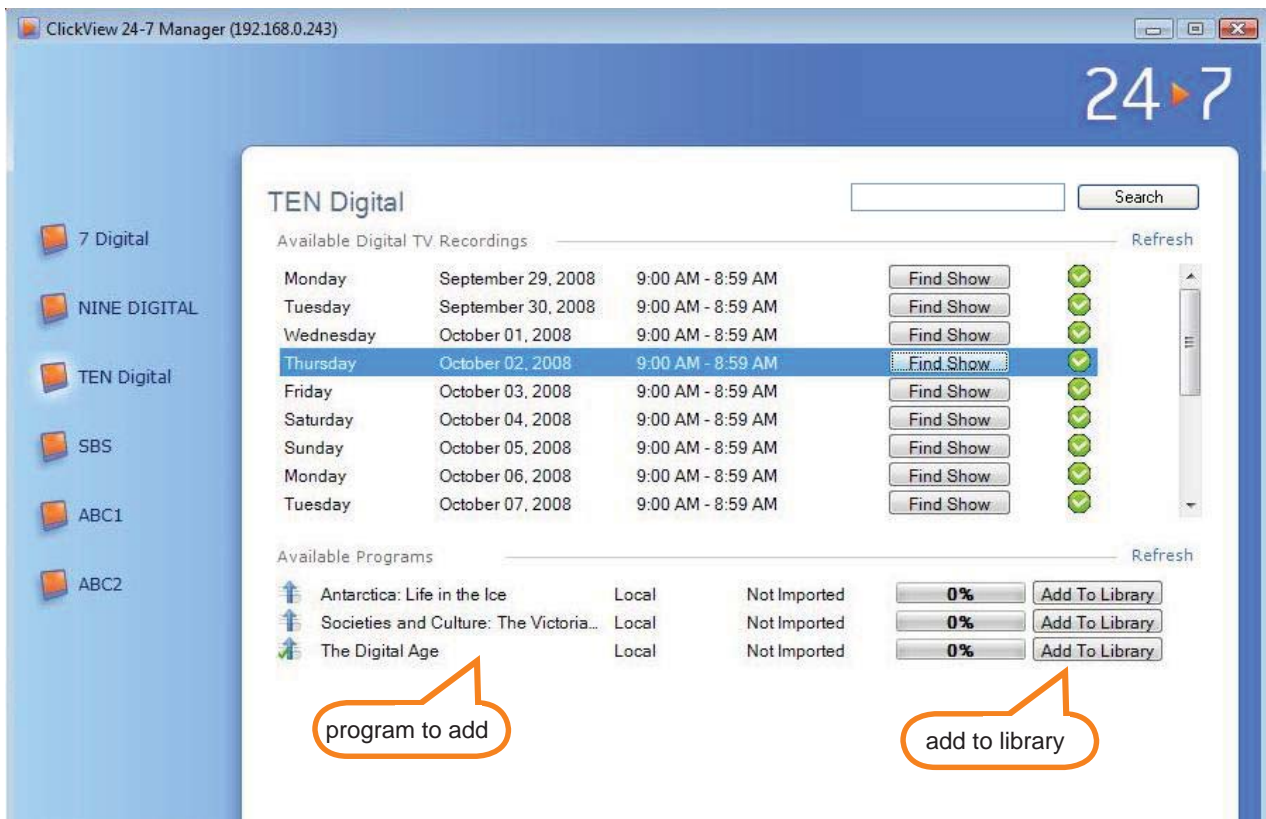 ClickView 24-7 Manager (192.168.0.243)
24 7
7 Digital
NINE DIGITAL
TEN Digital
SBS
ABC1
ABC2
TEN Digital
Search
Available Digital TV Recordings
Refresh
Monday September 29, 2008 9:00 AM - 8:59 AM Find Show
Tuesday September 30, 2008 9:00 AM - 8:59 AM Find Show
Wednesday October 01, 2008 9:00 AM - 8:59 AM Find Show
Thursday October 02, 2008 9:00 AM - 8:59 AM Find Show
Friday October 03, 2008 9:00 AM - 8:59 AM Find Show
Saturday October 04, 2008 9:00 AM - 8:59 AM Find Show
Sunday October 05, 2008 9:00 AM - 8:59 AM Find Show
Monday October 06, 2008 9:00 AM - 8:59 AM Find Show
Tuesday October 07, 2008 9:00 AM - 8:59 AM Find Show
Available Programs
Refresh
Antarctica: Life in the Ice Local Not Imported 0% Add To Library
Societies and Culture: The Victoria... Local Not Imported 0% Add To Library
The Digital Age Local Not Imported 0% Add To Library
program to add
add to library